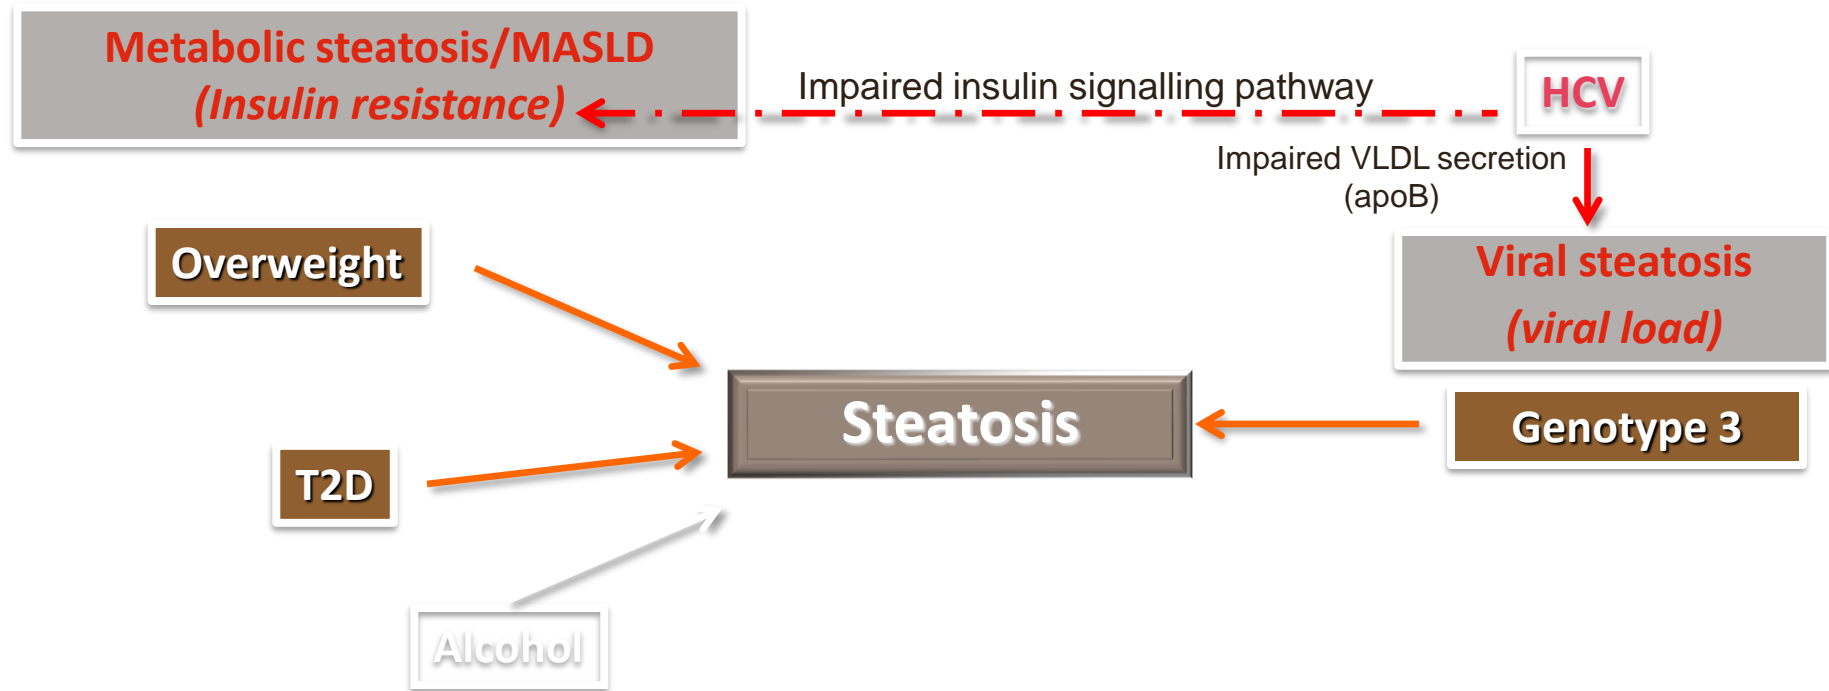 Metabolic steatosis/MASLD
(Insulin resistance)
Impaired insulin signalling pathway
HCV
Impaired VLDL secretion
(apoB)
Overweight
Viral steatosis
(viral load)
Steatosis
Genotype 3
T2D
Alcohol